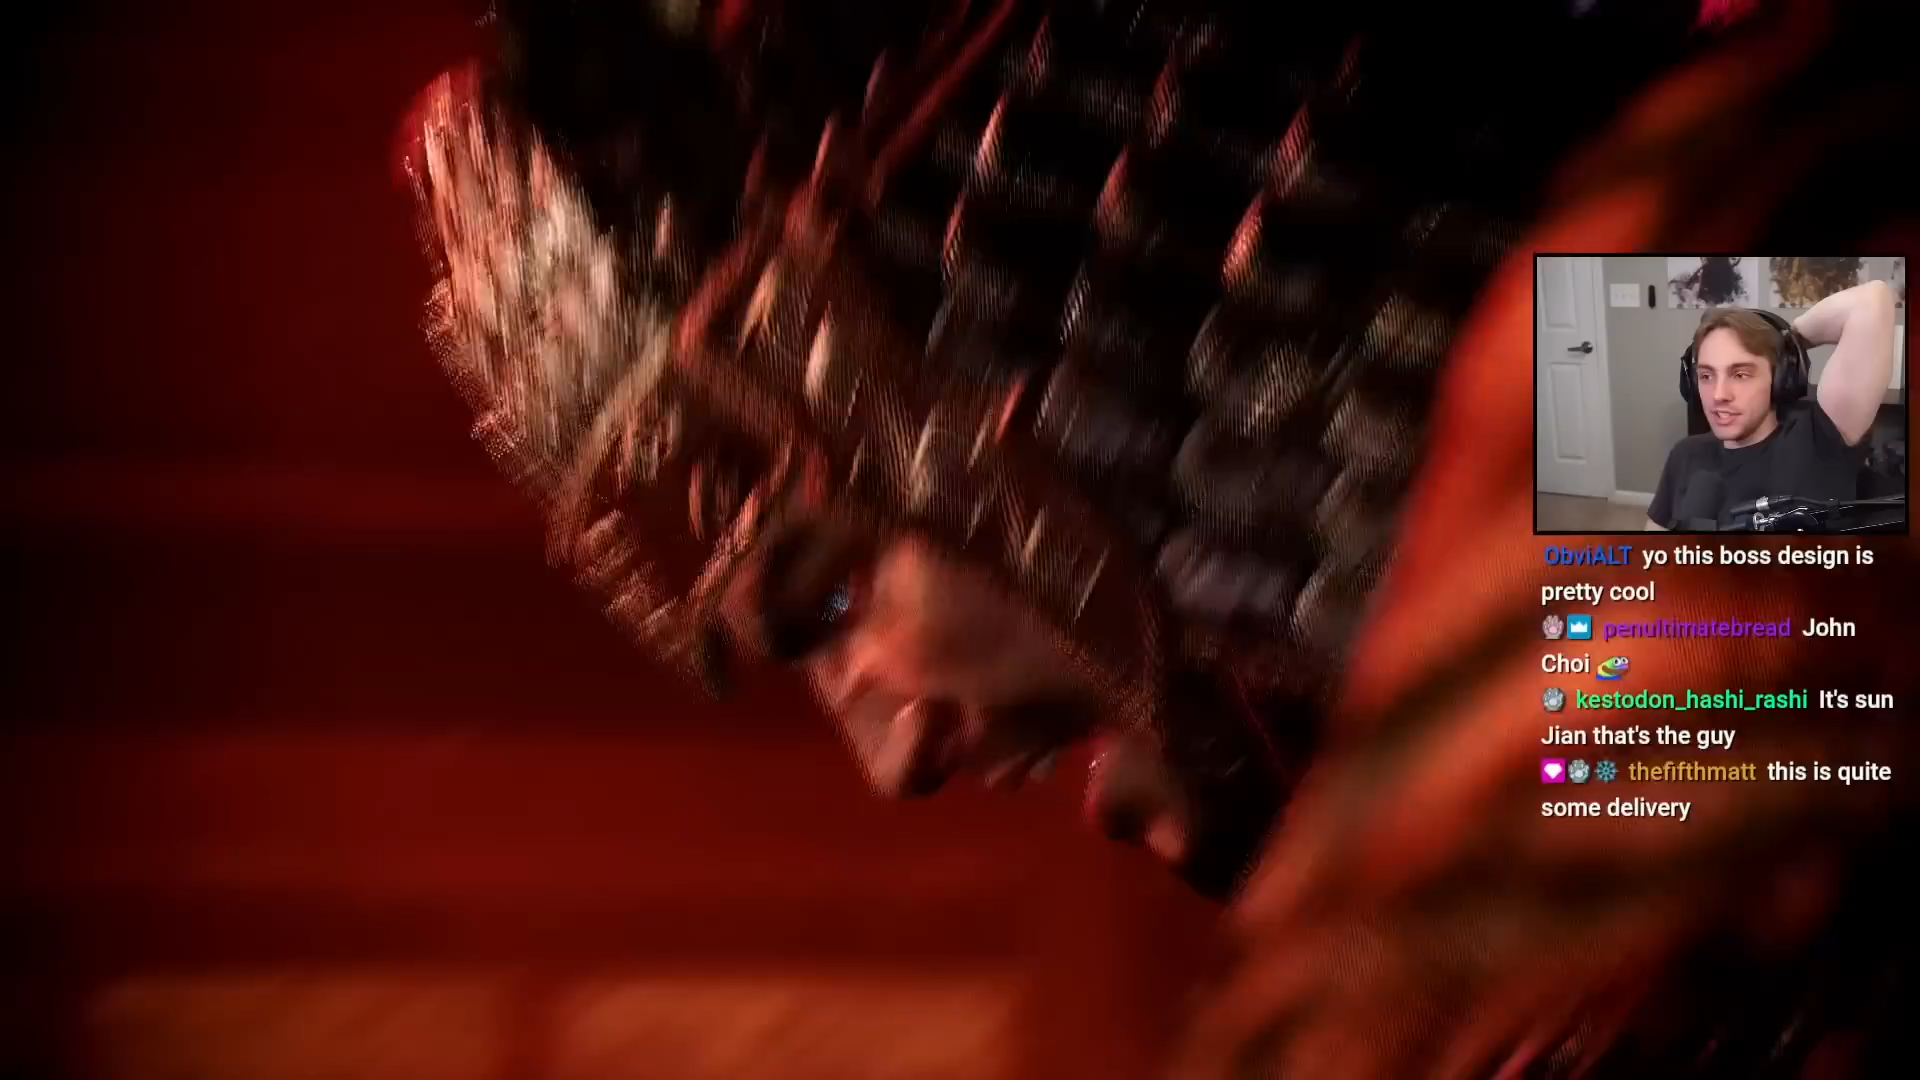 ObviALT yo this boss design is
pretty cool
penultimatebread John
Choi
kestodon_hashi_rashi It's sun
Jian that's the guy
thefifthmatt this is quite
some delivery